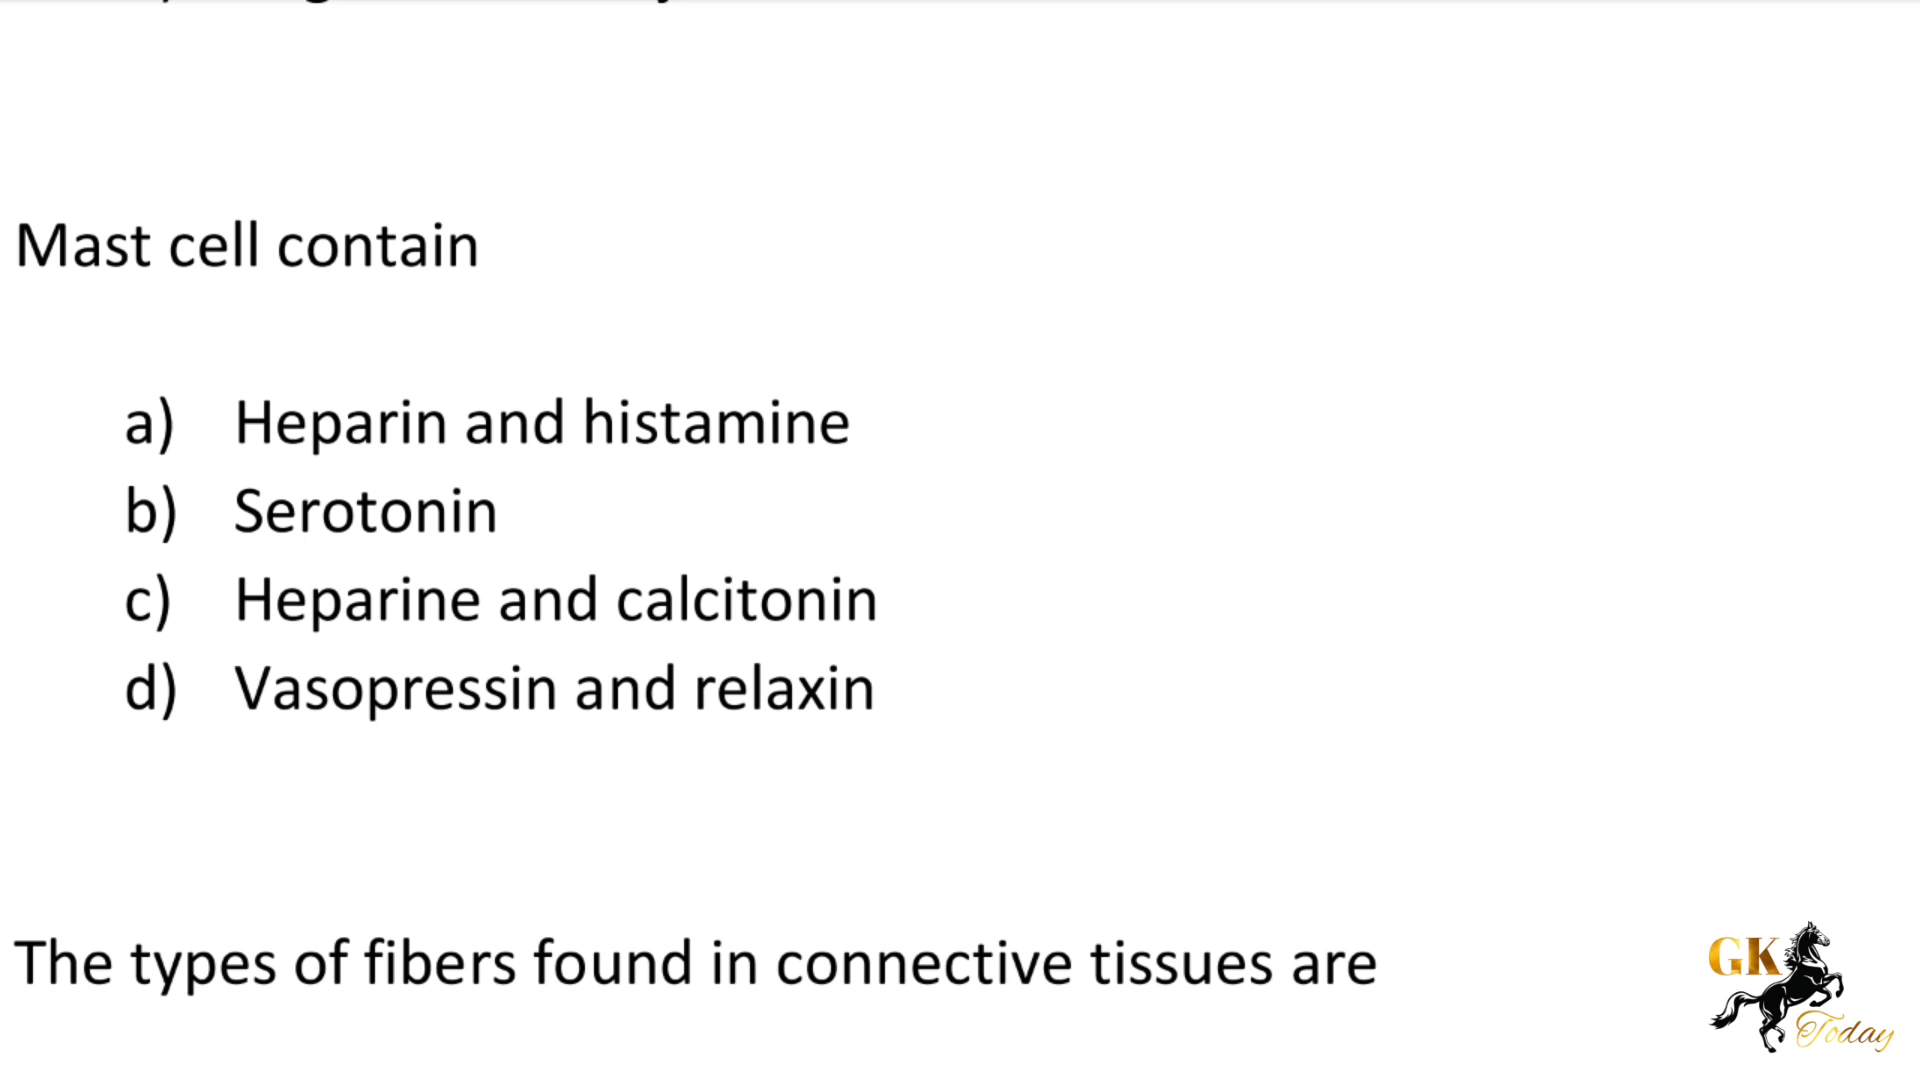 Mast cell contain
a) Heparin and histamine
b) Serotonin
c) Heparine and calcitonin
d) Vasopressin and relaxin
The types of fibers found in connective tissues are
GK
Today